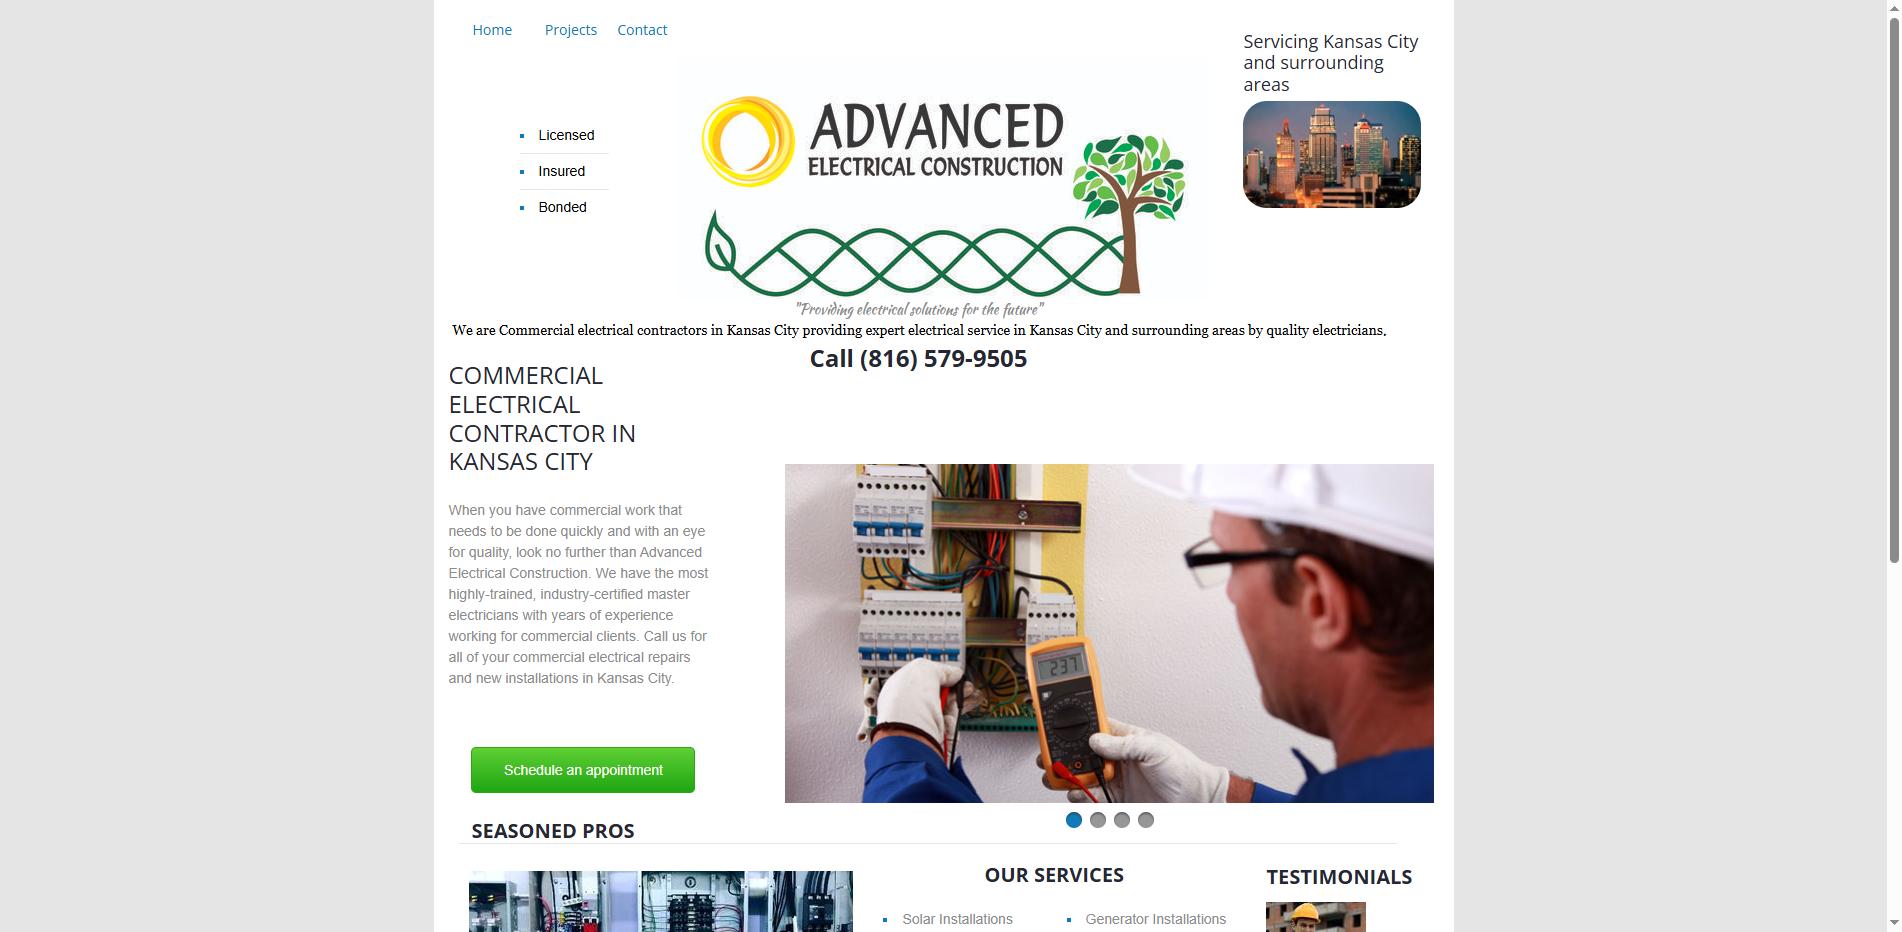 Home Projects Contact
Servicing Kansas City
and surrounding
areas
Licensed
Insured
Bonded
ADVANCED
ELECTRICAL CONSTRUCTION
"Providing electrical solutions for the future"
We are Commercial electrical contractors in Kansas City providing expert electrical service in Kansas City and surrounding areas by quality electricians.
Call (816) 579-9505
COMMERCIAL
ELECTRICAL
CONTRACTOR IN
KANSAS CITY
When you have commercial work that
needs to be done quickly and with an eye
for quality, look no further than Advanced
Electrical Construction. We have the most
highly-trained, industry-certified master
electricians with years of experience
working for commercial clients. Call us for
all of your commercial electrical repairs
and new installations in Kansas City.
237
Schedule an appointment
SEASONED PROS
OUR SERVICES
Solar Installations
Generator Installations
TESTIMONIALS